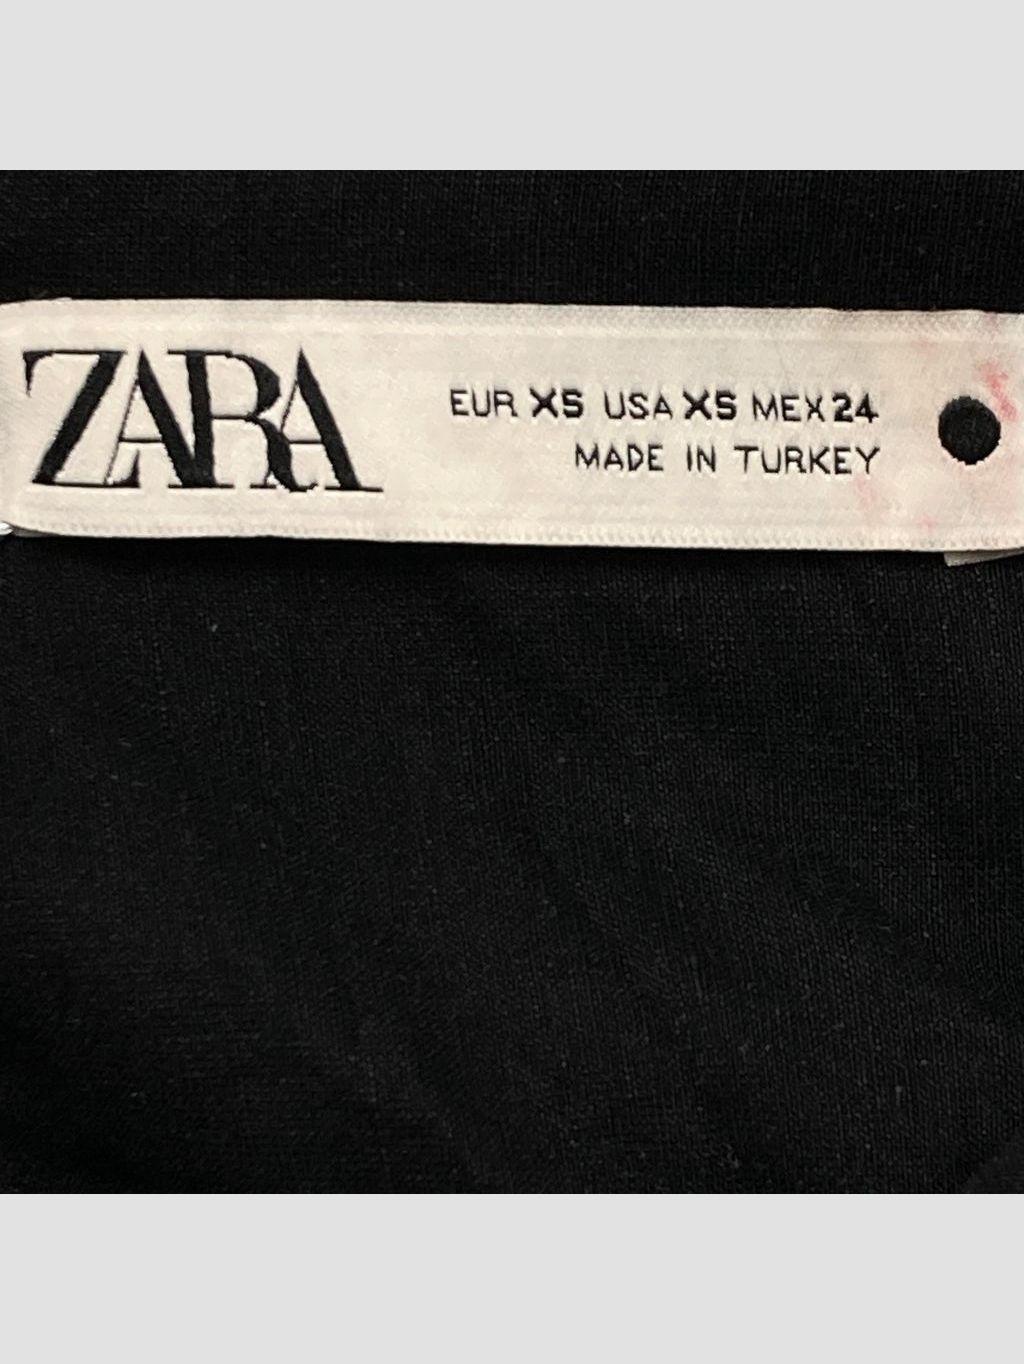 ZARA
EUR XS USA XS MEX 24
MADE IN TURKEY